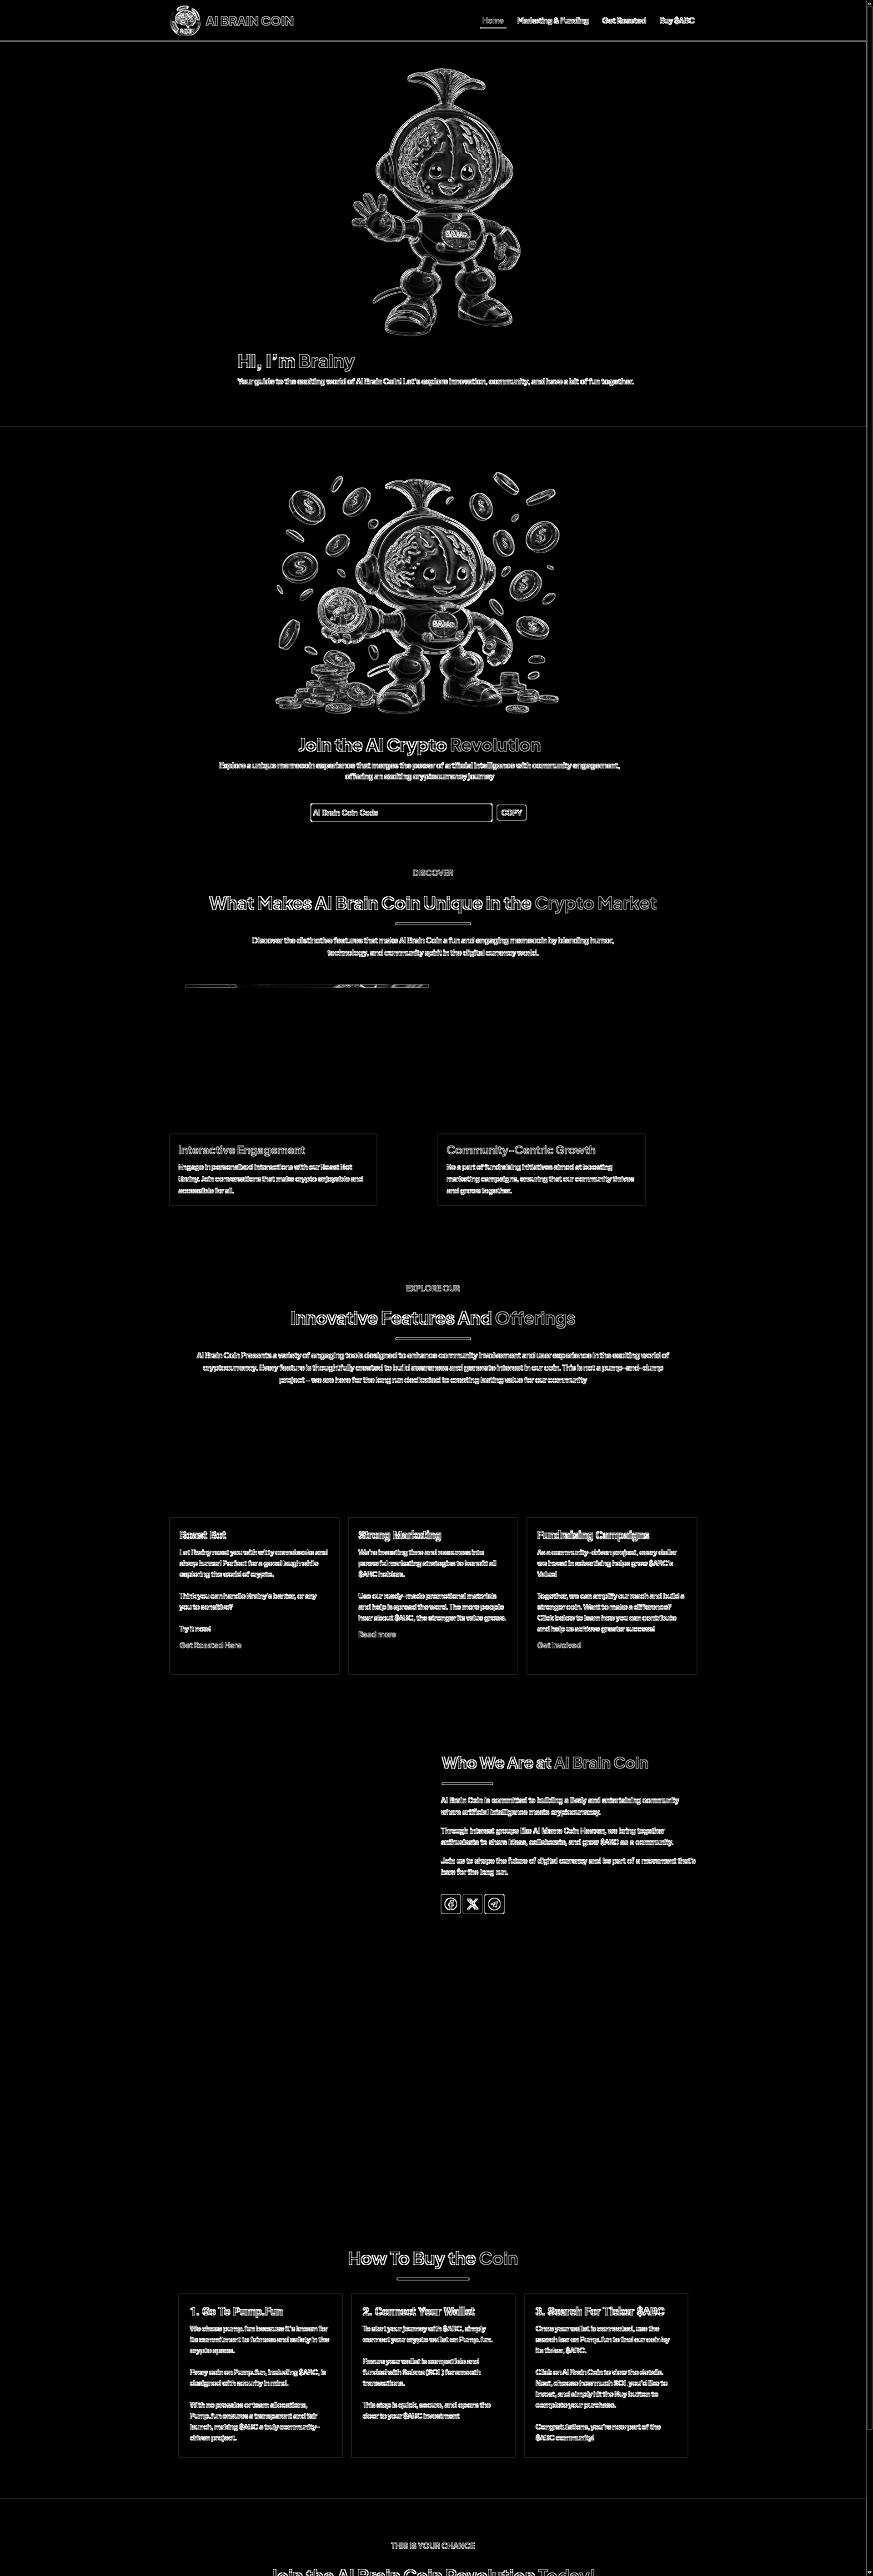 AI BRAIN COIN
Home Marketing & Funding Get Roasted Buy $ABC
Hi, I'm Brainy
Your guide to the exciting world of AI Brain Coin! Let's explore innovation, community, and have a bit of fun together.
Join the AI Crypto Revolution
Explore a unique memecoin experience that merges the power of artificial intelligence with community engagement,
offering an exciting cryptocurrency journey
AI Brain Coin Code COPY
DISCOVER
What Makes AI Brain Coin Unique in the Crypto Market
Discover the distinctive features that make AI Brain Coin a fun and engaging memecoin by blending humor,
technology, and community spirit in the digital currency world.
Interactive Engagement
Engage in personalized interactions with our Roast Bot
Brainy. Join conversations that make crypto enjoyable and
accessible for all.
Community-Centric Growth
Be a part of fundraising initiatives aimed at boosting
marketing campaigns, ensuring that our community thrives
and grows together.
EXPLORE OUR
Innovative Features And Offerings
AI Brain Coin Presents a variety of engaging tools designed to enhance community involvement and user experience in the exciting world of
cryptocurrency. Every feature is thoughtfully created to build awareness and generate interest in our coin. This is not a pump-and-dump
project - we are here for the long run dedicated to creating lasting value for our community
Roast Bot
Let Brainy roast you with witty comebacks and
sharp humor! Perfect for a good laugh while
exploring the world of crypto.
Think you can handle Brainy's banter, or any
you to sensitive?
Try it now!
Get Roasted Here
Strong Marketing
We're investing time and resources into
powerful marketing strategies to benefit all
$ABC holders.
Use our ready-made promotional materials
and help is spread the word. The more people
hear about $ABC, the stronger its value grows.
Read more
Fundraising Campaigns
As a community-driven project, every dollar
we invest in advertising helps grow $ABC's
Value!
Together, we can amplify our reach and build a
stronger coin. Want to make a difference?
Click below to learn how you can contribute
and help us achieve greater success!
Get Involved
Who We Are at AI Brain Coin
AI Brain Coin is committed to building a lively and entertaining community
where artificial intelligence meets cryptocurrency.
Through interest groups like AI Meme Coin Heaven, we bring together
enthusiasts to share ideas, collaborate, and grow $ABC as a community.
Join us to shape the future of digital currency and be part of a movement that's
here for the long run.
How To Buy the Coin
1. Go To Pump.Fun
We chose pump.fun because it's known for
its commitment to fairness and safety in the
crypto space.
Every coin on Pump.fun, including $ABC, is
designed with security in mind.
With no presales or team allocations,
Pump.fun ensures a transparent and fair
launch, making $ABC a truly community-
driven project.
2. Connect Your Wallet
To start your journey with $ABC, simply
connect your crypto wallet on Pump.fun.
Ensure your wallet is compatible and
funded with Solana (SOL) for smooth
transactions.
This step is quick, secure, and opens the
door to your $ABC investment
3. Search For Ticker $ABC
Once your wallet is connected, use the
search bar on Pump.fun to find our coin by
its ticker, $ABC.
Click on AI Brain Coin to view the details.
Next, choose how much SOL you'd like to
invest, and simply hit the Buy button to
complete your purchase.
Congratulations, you're now part of the
$ABC community!
THIS IS YOUR CHANCE
Join the AI Brain Coin Revolution Today!